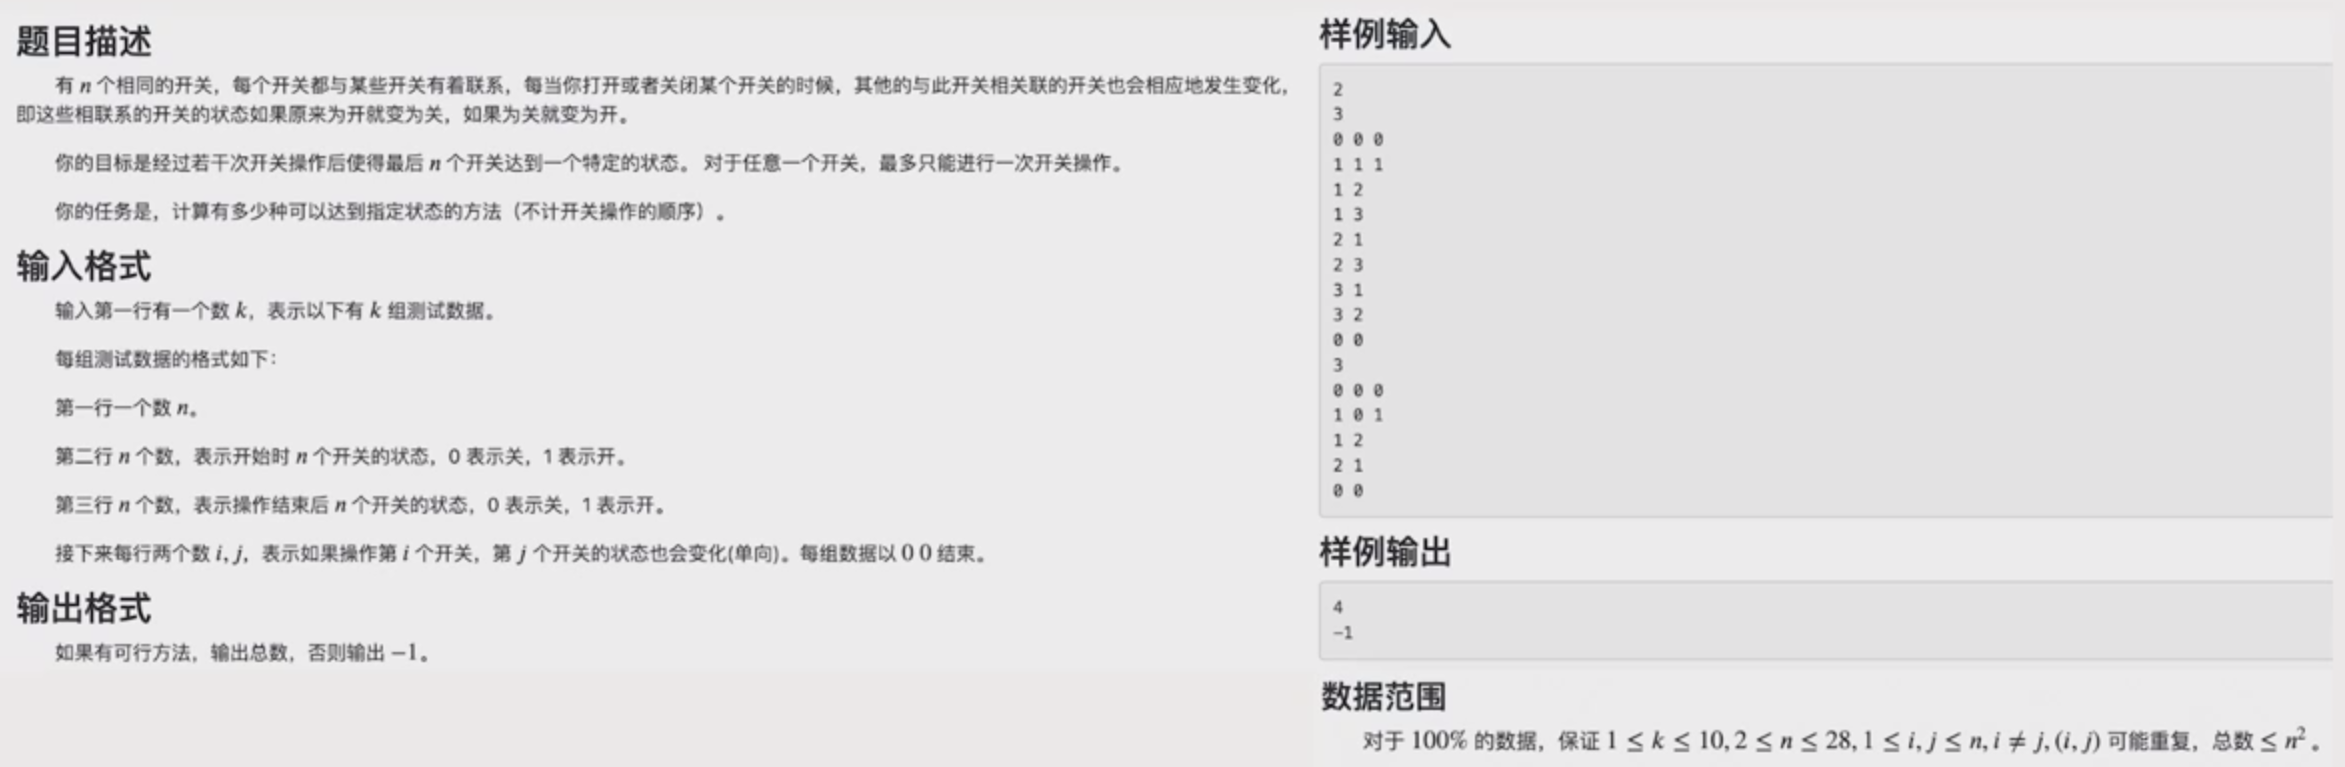 题目描述
有 n 个相同的开关，每个开关都与某些开关有着联系，每当你打开或者关闭某个开关的时候，其他的与此开关相关联的开关也会相应地发生变化，
即这些相联系的开关的状态如果原来为开就变为关，如果为关就变为开。
你的目标是经过若干次开关操作后使得最后 n 个开关达到一个特定的状态。 对于任意一个开关，最多只能进行一次开关操作。
你的任务是，计算有多少种可以达到指定状态的方法（不计开关操作的顺序）。
输入格式
输入第一行有一个数 k，表示以下有 k 组测试数据。
每组测试数据的格式如下：
第一行一个数 n。
第二行 n 个数，表示开始时 n 个开关的状态，0 表示关，1 表示开。
第三行 n 个数，表示操作结束后 n 个开关的状态，0 表示关，1 表示开。
接下来每行两个数 i, j，表示如果操作第 i 个开关，第 j 个开关的状态也会变化(单向)。每组数据以 0 0 结束。
输出格式
如果有可行方法，输出总数，否则输出 −1。
样例输入
2
3
0 0 0
1 1 1
1 2
1 3
2 1
2 3
3 1
3 2
0 0
3
0 0 0
1 0 1
1 2
2 1
0 0
样例输出
4
-1
数据范围
对于 100% 的数据，保证 1 ≤ k ≤ 10, 2 ≤ n ≤ 28, 1 ≤ i, j ≤ n, i ≠ j, (i, j) 可能重复，总数 ≤ n²。